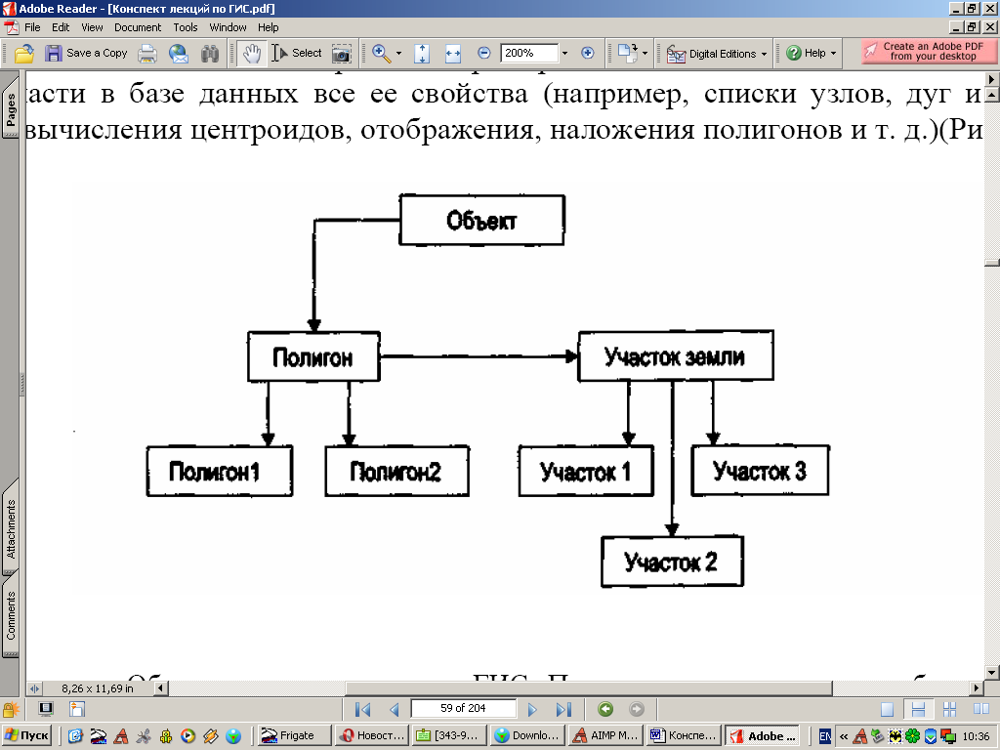 Adobe Reader - [Конспект лекций по ГИС.pdf]
File Edit View Document Tools Window Help
Save a Copy Select 200% Digital Editions Help Create an Adobe PDF
from your desktop
Pages
Attachments
Comments
асти в базе данных все ее свойства (например, списки узлов, дуг и
вычисления центроидов, отображения, наложения полигонов и т. д.)(Ри
Объект
Полигон Участок земли
Полигон1 Полигон2 Участок 1 Участок 3
Участок 2
8,26 x 11,69 in
59 of 204
Пуск Frigate Новост... [343-9... Downlo... AIMP M... Конспе... Adobe ... EN « 10:36